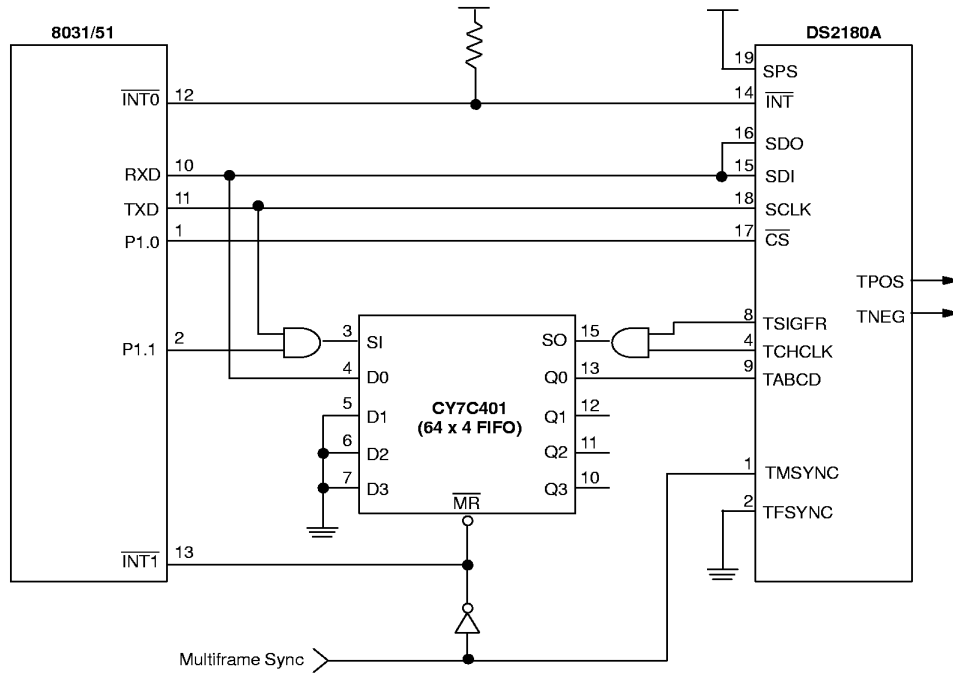 8031/51
DS2180A
INT0
12
RXD
10
TXD
11
P1.0
1
P1.1
2
INT1
13
3
SI
4
D0
5
D1
6
D2
7
D3
CY7C401
(64 x 4 FIFO)
MR
SO
15
Q0
13
Q1
12
Q2
11
Q3
10
19
SPS
14
INT
16
SDO
15
SDI
18
SCLK
17
CS
TPOS
TNEG
8
TSIGFR
4
TCHCLK
9
TABCD
1
TMSYNC
2
TFSYNC
Multiframe Sync